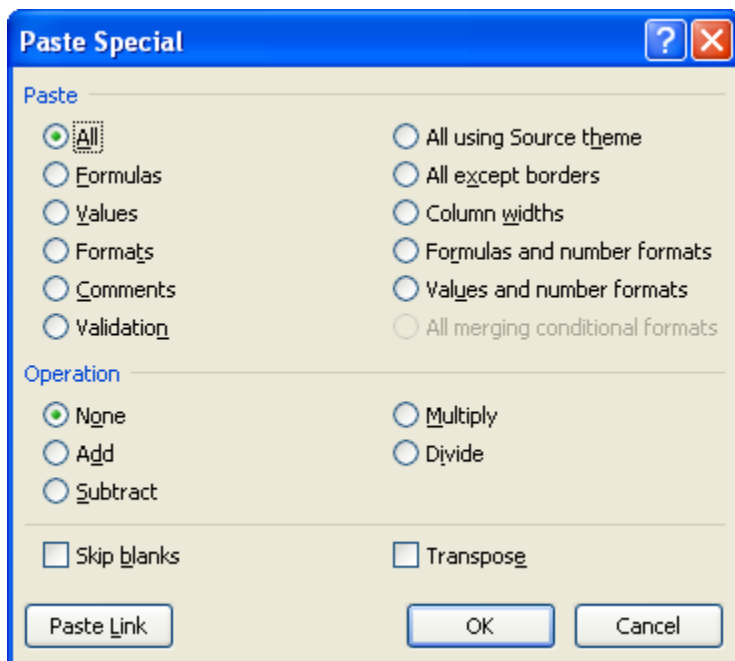 Paste Special
Paste
All
All using Source theme
Formulas
All except borders
Values
Column widths
Formats
Formulas and number formats
Comments
Values and number formats
Validation
All merging conditional formats
Operation
None
Multiply
Add
Divide
Subtract
Skip blanks
Transpose
Paste Link
OK
Cancel